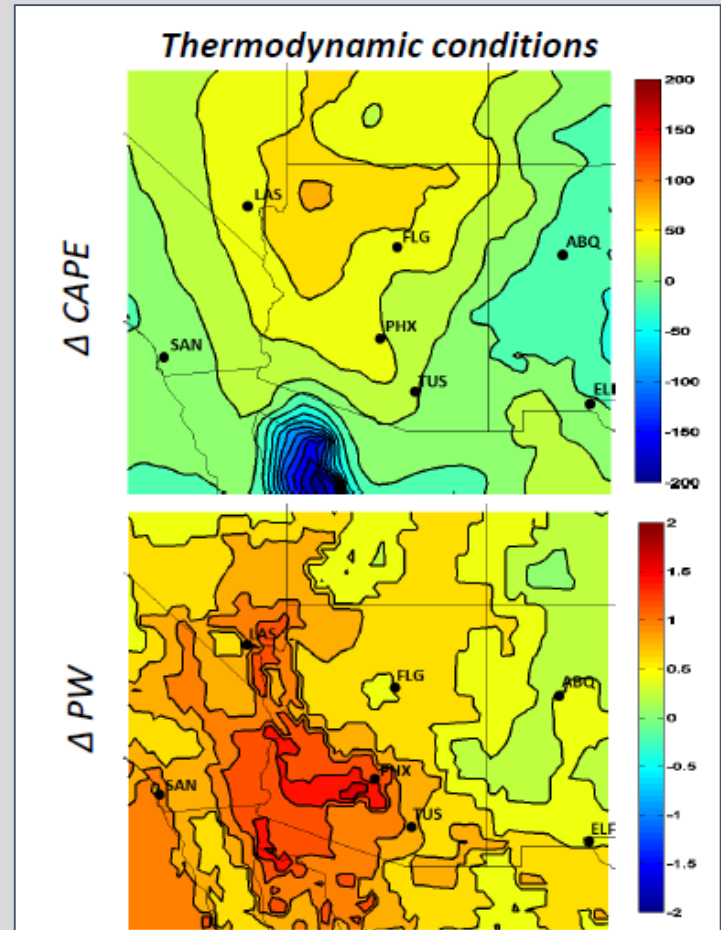 Thermodynamic conditions
Δ CAPE
LAS
FLG
ABQ
PHX
SAN
TUS
200
150
100
50
0
-50
-100
-150
-200
Δ PW
LAS
FLG
ABQ
PHX
SAN
TUS
2
1.5
1
0.5
0
-0.5
-1
-1.5
-2